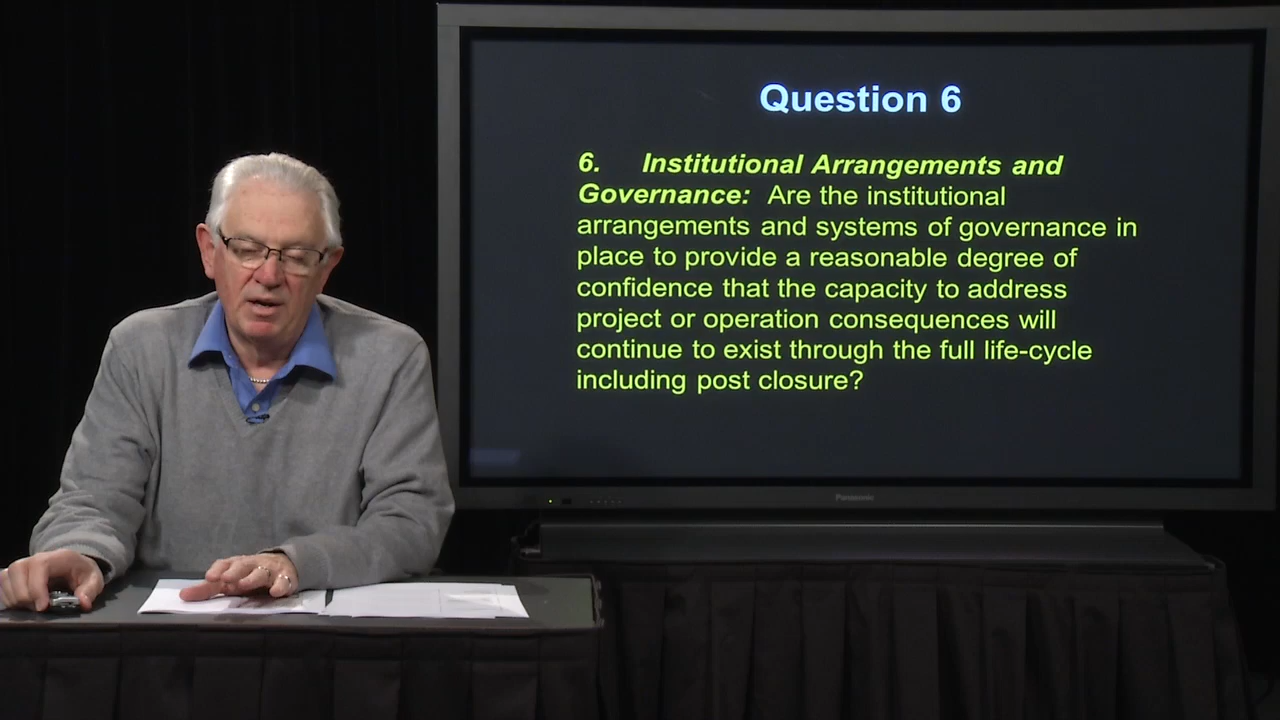 Question 6
6. Institutional Arrangements and
Governance: Are the institutional
arrangements and systems of governance in
place to provide a reasonable degree of
confidence that the capacity to address
project or operation consequences will
continue to exist through the full life-cycle
including post closure?
Panasonic